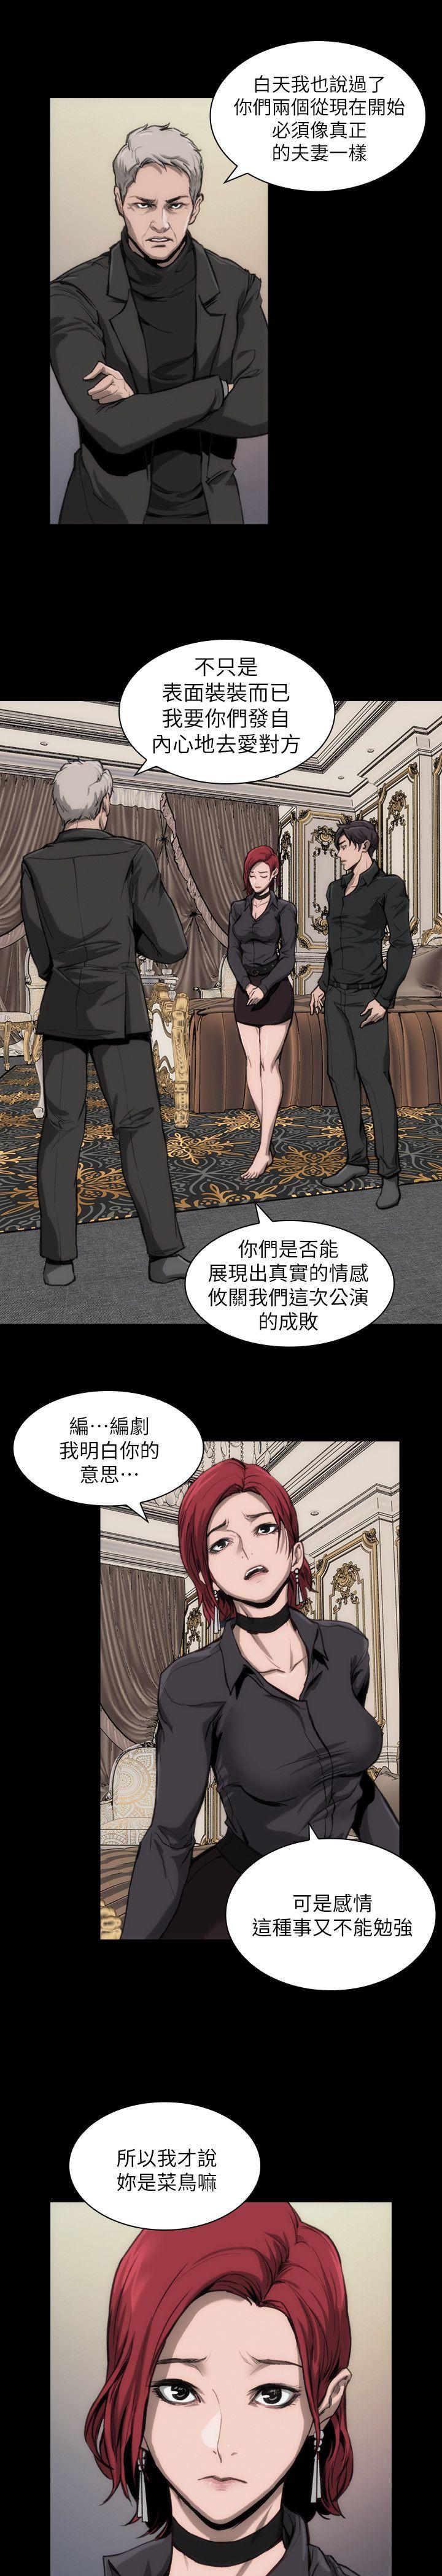 白天我也說過了
你們兩個從現在開始
必須像真正
的夫妻一樣
不只是
表面裝裝而已
我要你們發自
內心地去愛對方
你們是否能
展現出真實的情感
攸關我們這次公演
的成敗
編…編劇
我明白你的
意思…
可是感情
這種事又不能勉強
所以我才說
妳是菜鳥嘛